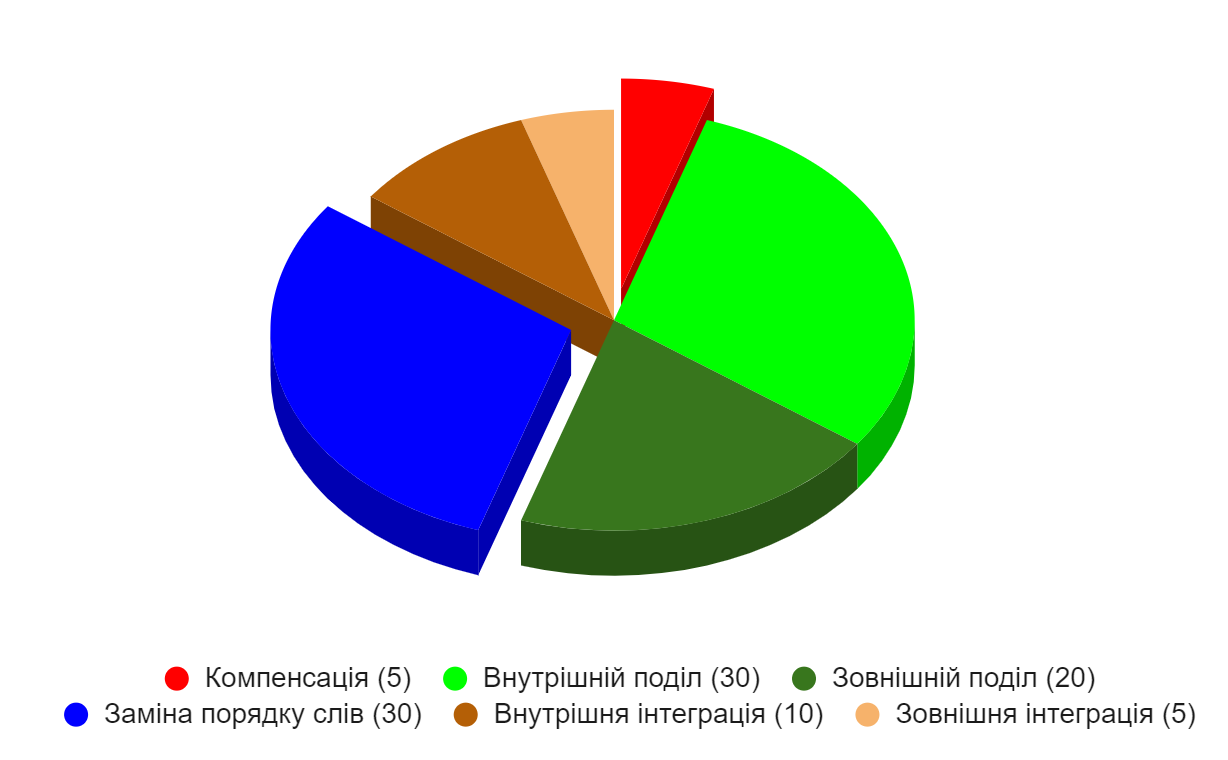 Компенсація (5) Внутрішній поділ (30) Зовнішній поділ (20)
Заміна порядку слів (30) Внутрішня інтеграція (10) Зовнішня інтеграція (5)